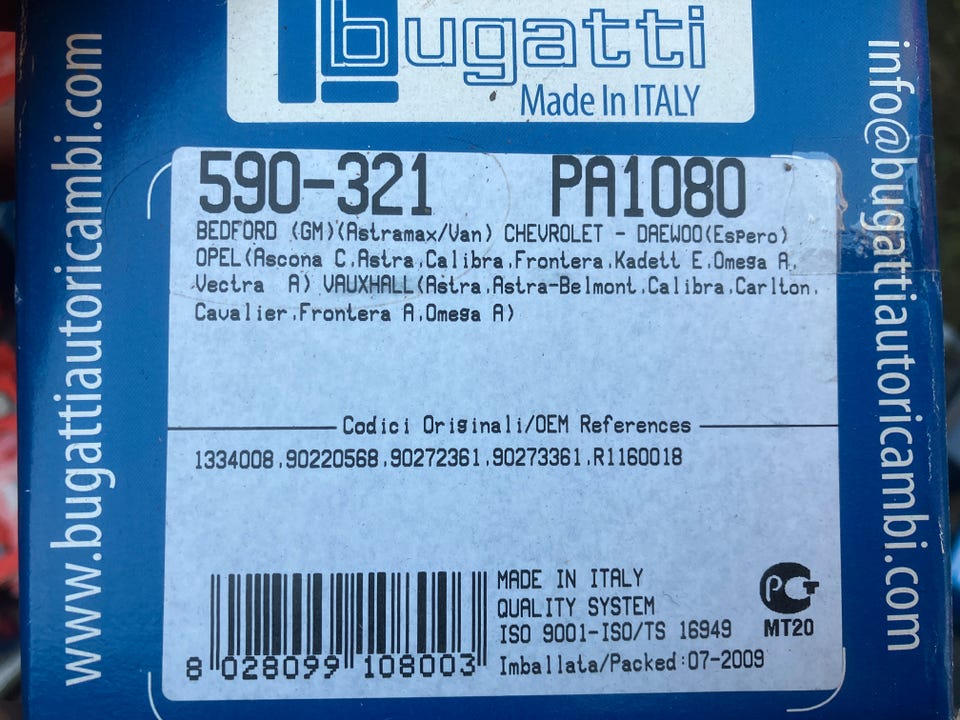 bugatti
Made In ITALY
www.bugattiautoricambi.com
info@bugattiautoricambi.com
590-321 PA1080
BEDFORD (GM)(Astramax/Van) CHEVROLET - DAEWOO(Espero)
OPEL(Ascona C,Astra,Calibra,Frontera,Kadett E,Omega A,
Vectra A) VAUXHALL(Astra,Astra-Belmont,Calibra,Carlton,
Cavalier,Frontera A,Omega A)
Codici Originali/OEM References
1334008,90220568,90272361,90273361,R1160018
MADE IN ITALY
QUALITY SYSTEM
ISO 9001-ISO/TS 16949
Imballata/Packed:07-2009
8 028099 108003
PCT
MT20